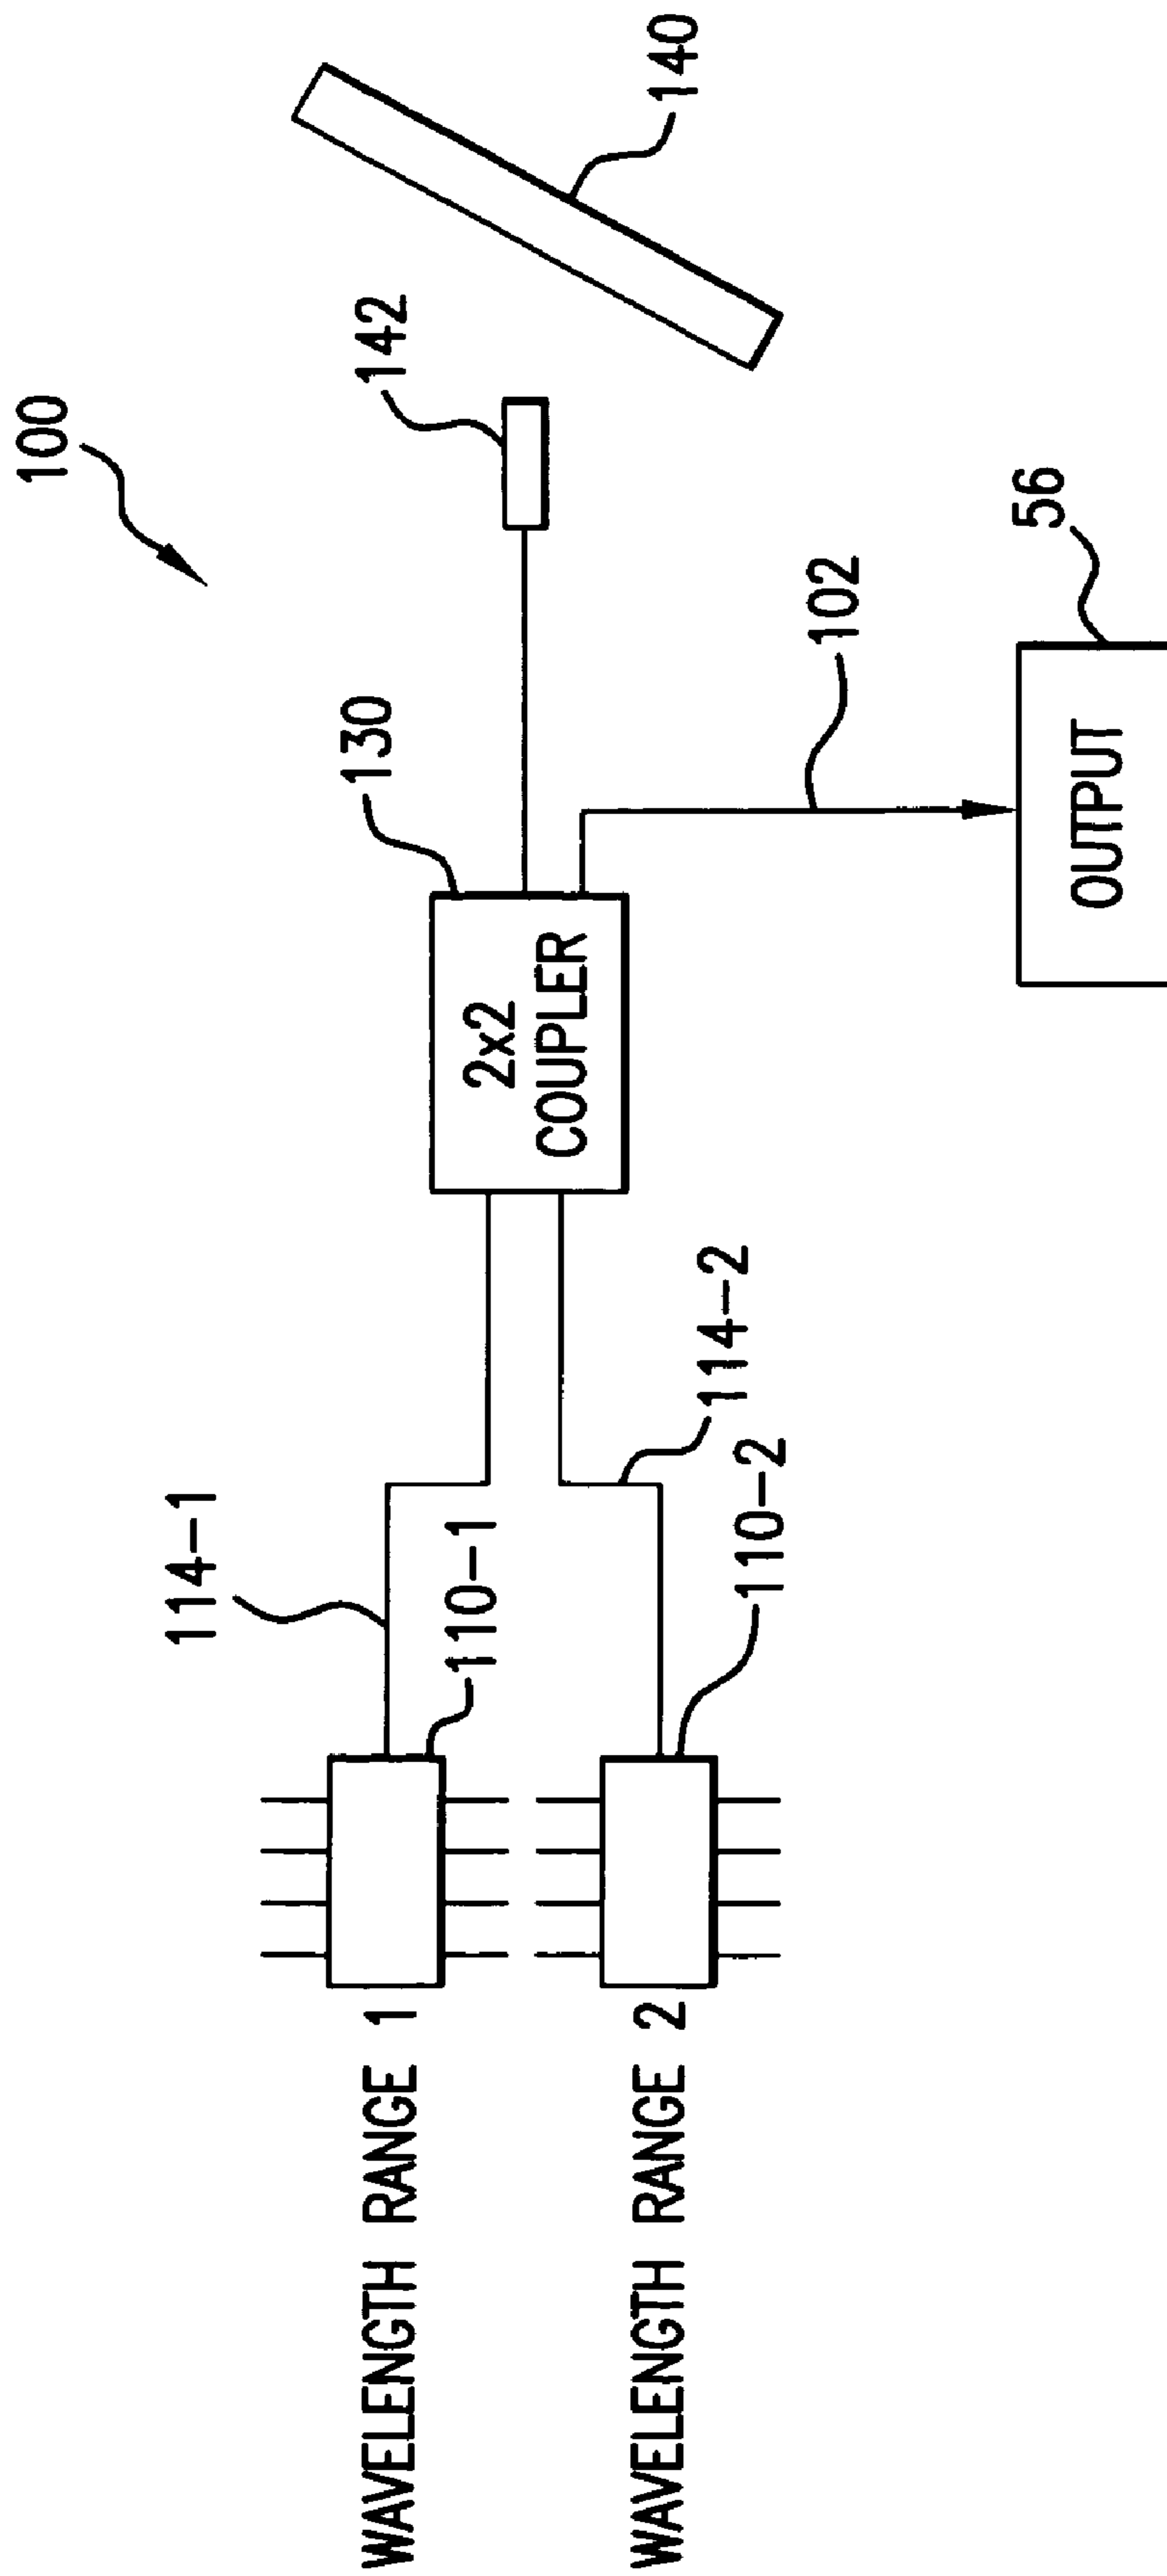 100
142
140
130
2x2
COUPLER
102
56
OUTPUT
114-1
110-1
114-2
110-2
WAVELENGTH RANGE 1
WAVELENGTH RANGE 2